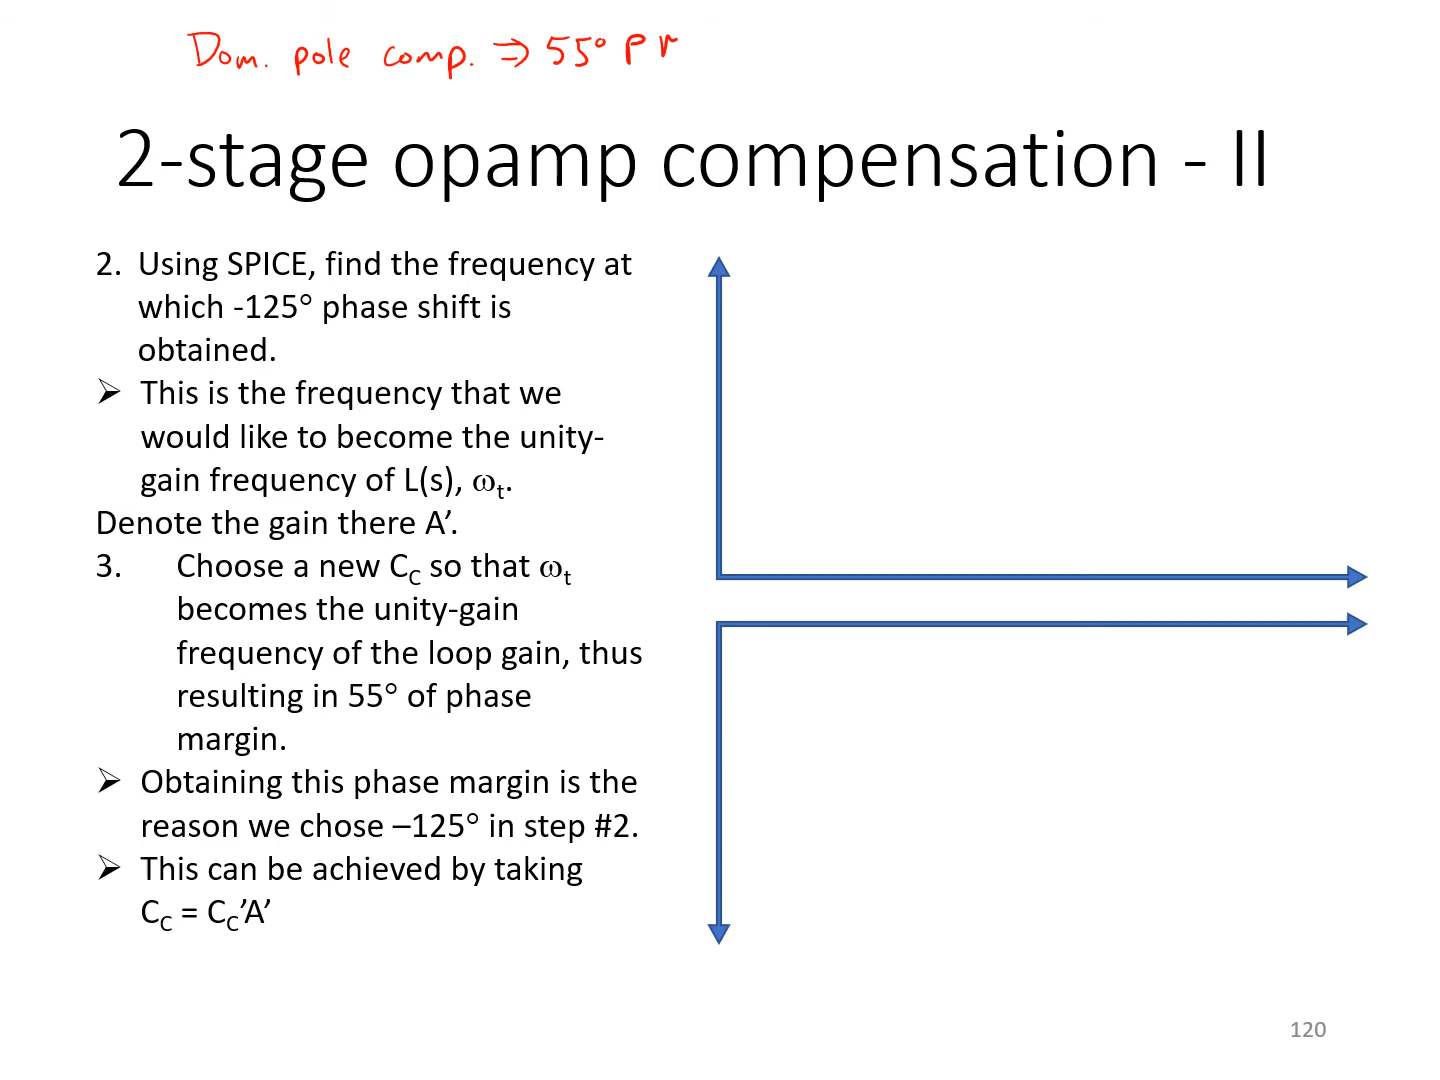 Dom. pole comp. ⇒ 55° P
2-stage opamp compensation - II
2. Using SPICE, find the frequency at
which -125° phase shift is
obtained.
➢ This is the frequency that we
would like to become the unity-
gain frequency of L(s), ωt.
Denote the gain there A’.
3. Choose a new CC so that ωt
becomes the unity-gain
frequency of the loop gain, thus
resulting in 55° of phase
margin.
➢ Obtaining this phase margin is the
reason we chose –125° in step #2.
➢ This can be achieved by taking
CC = CC’A’
120